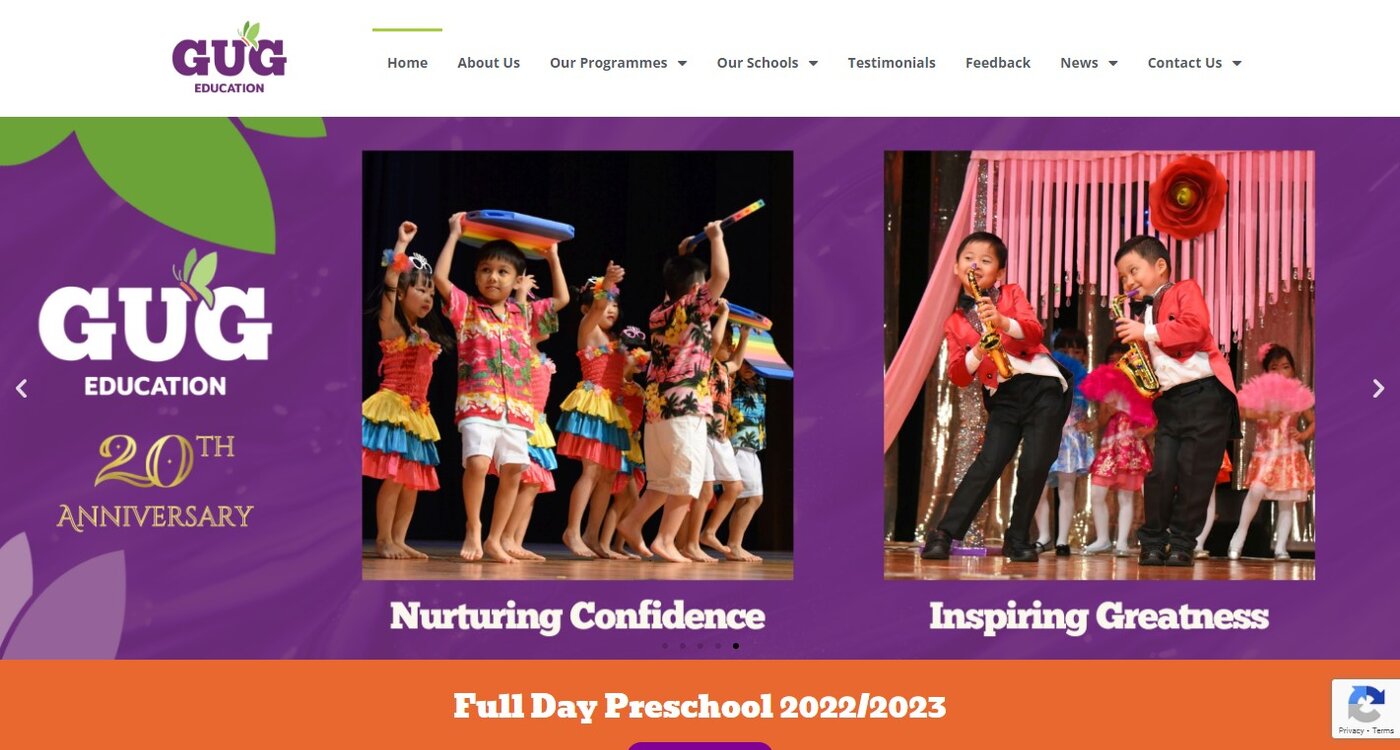 GUG
EDUCATION
Home
About Us
Our Programmes
Our Schools
Testimonials
Feedback
News
Contact Us
GUG
EDUCATION
20TH
ANNIVERSARY
Nurturing Confidence
Inspiring Greatness
Full Day Preschool 2022/2023
Privacy • Terms